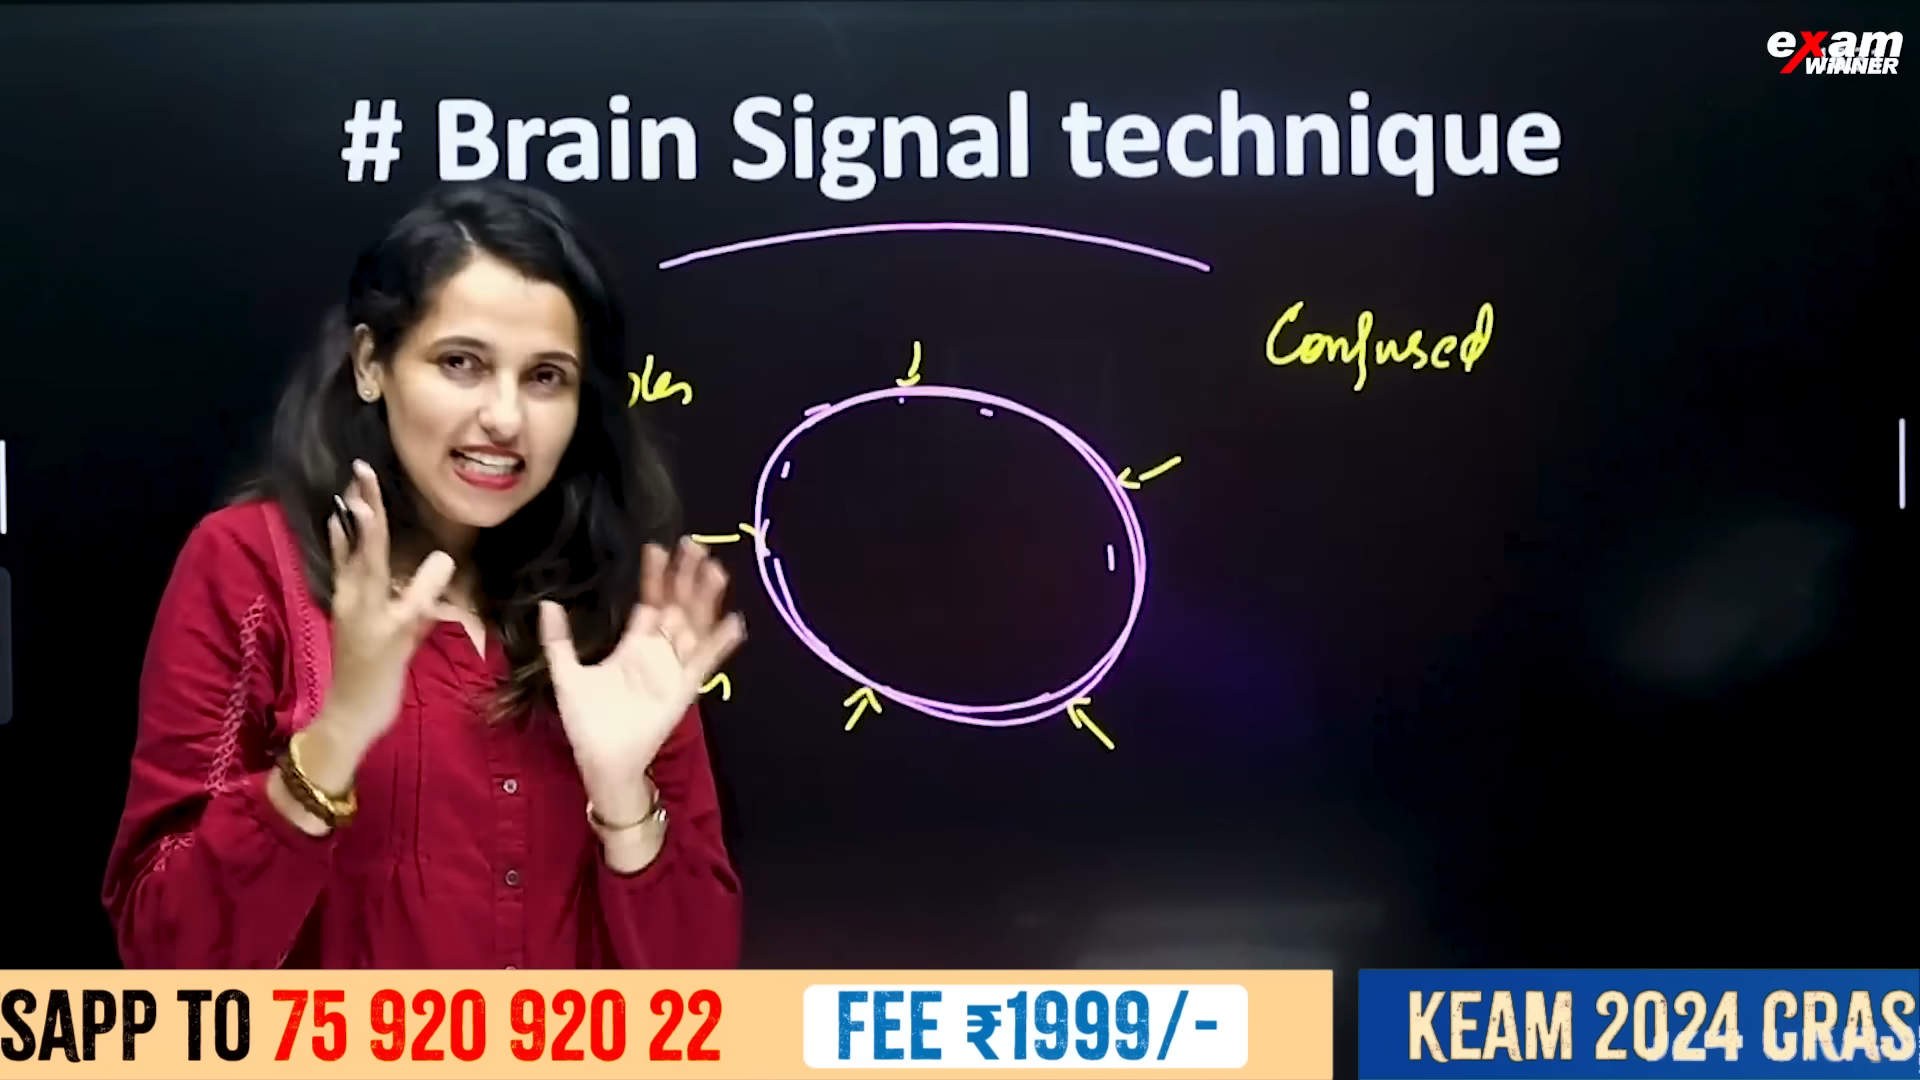 exam
WINNER
# Brain Signal technique
Confused
SAPP TO 75 920 920 22
FEE ₹1999/-
KEAM 2024 CRAS